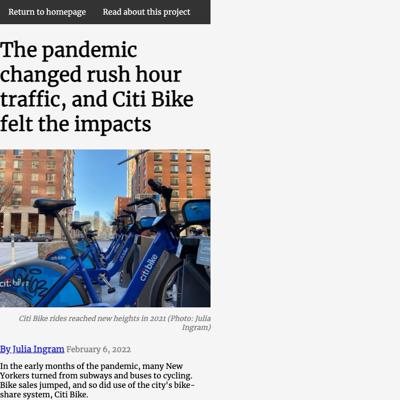 Return to homepage Read about this project
The pandemic
changed rush hour
traffic, and Citi Bike
felt the impacts
citi bike
citi bike
Citi Bike rides reached new heights in 2021 (Photo: Julia
Ingram)
By Julia Ingram February 6, 2022
In the early months of the pandemic, many New
Yorkers turned from subways and buses to cycling.
Bike sales jumped, and so did use of the city's bike-
share system, Citi Bike.